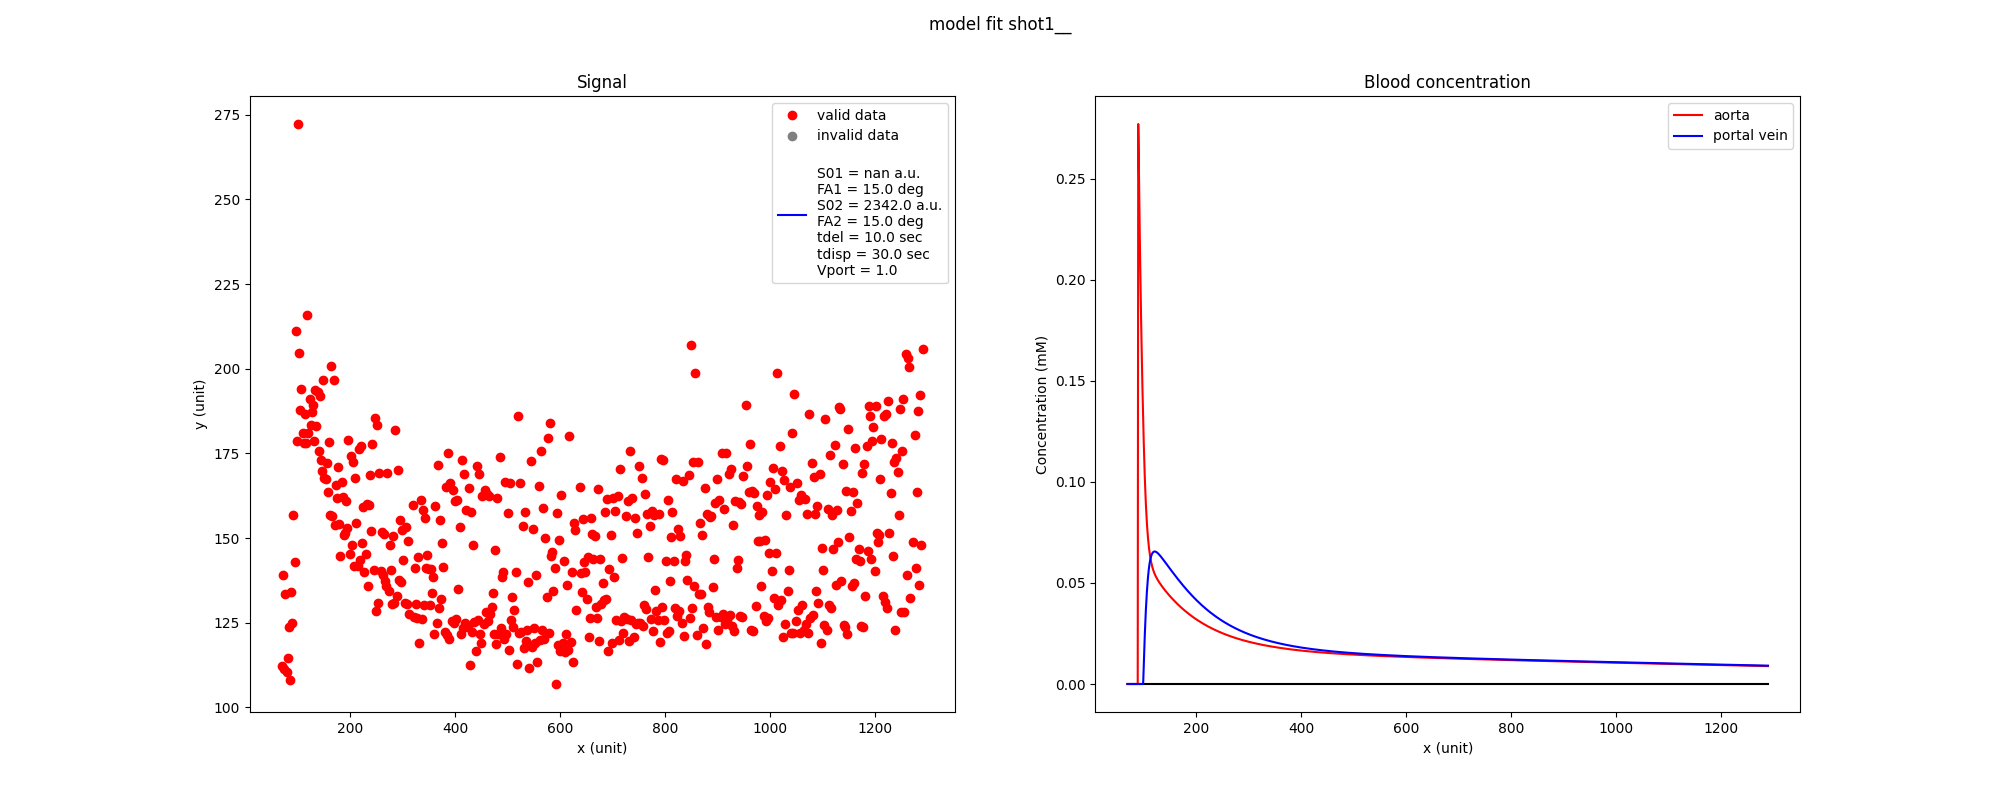 model fit shot1__
Signal
275
250
225
200
175
150
125
100
y (unit)
200 400 600 800 1000 1200
x (unit)
valid data
invalid data
S01 = nan a.u.
FA1 = 15.0 deg
S02 = 2342.0 a.u.
FA2 = 15.0 deg
tdel = 10.0 sec
tdisp = 30.0 sec
Vport = 1.0
Blood concentration
0.25
0.20
0.15
0.10
0.05
0.00
Concentration (mM)
200 400 600 800 1000 1200
x (unit)
aorta
portal vein